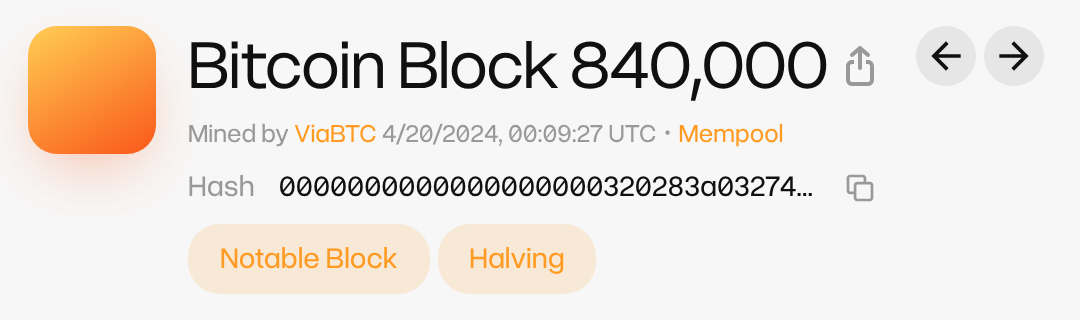 Bitcoin Block 840,000
Mined by ViaBTC 4/20/2024, 00:09:27 UTC • Mempool
Hash 0000000000000000000320283a03274...
Notable Block Halving